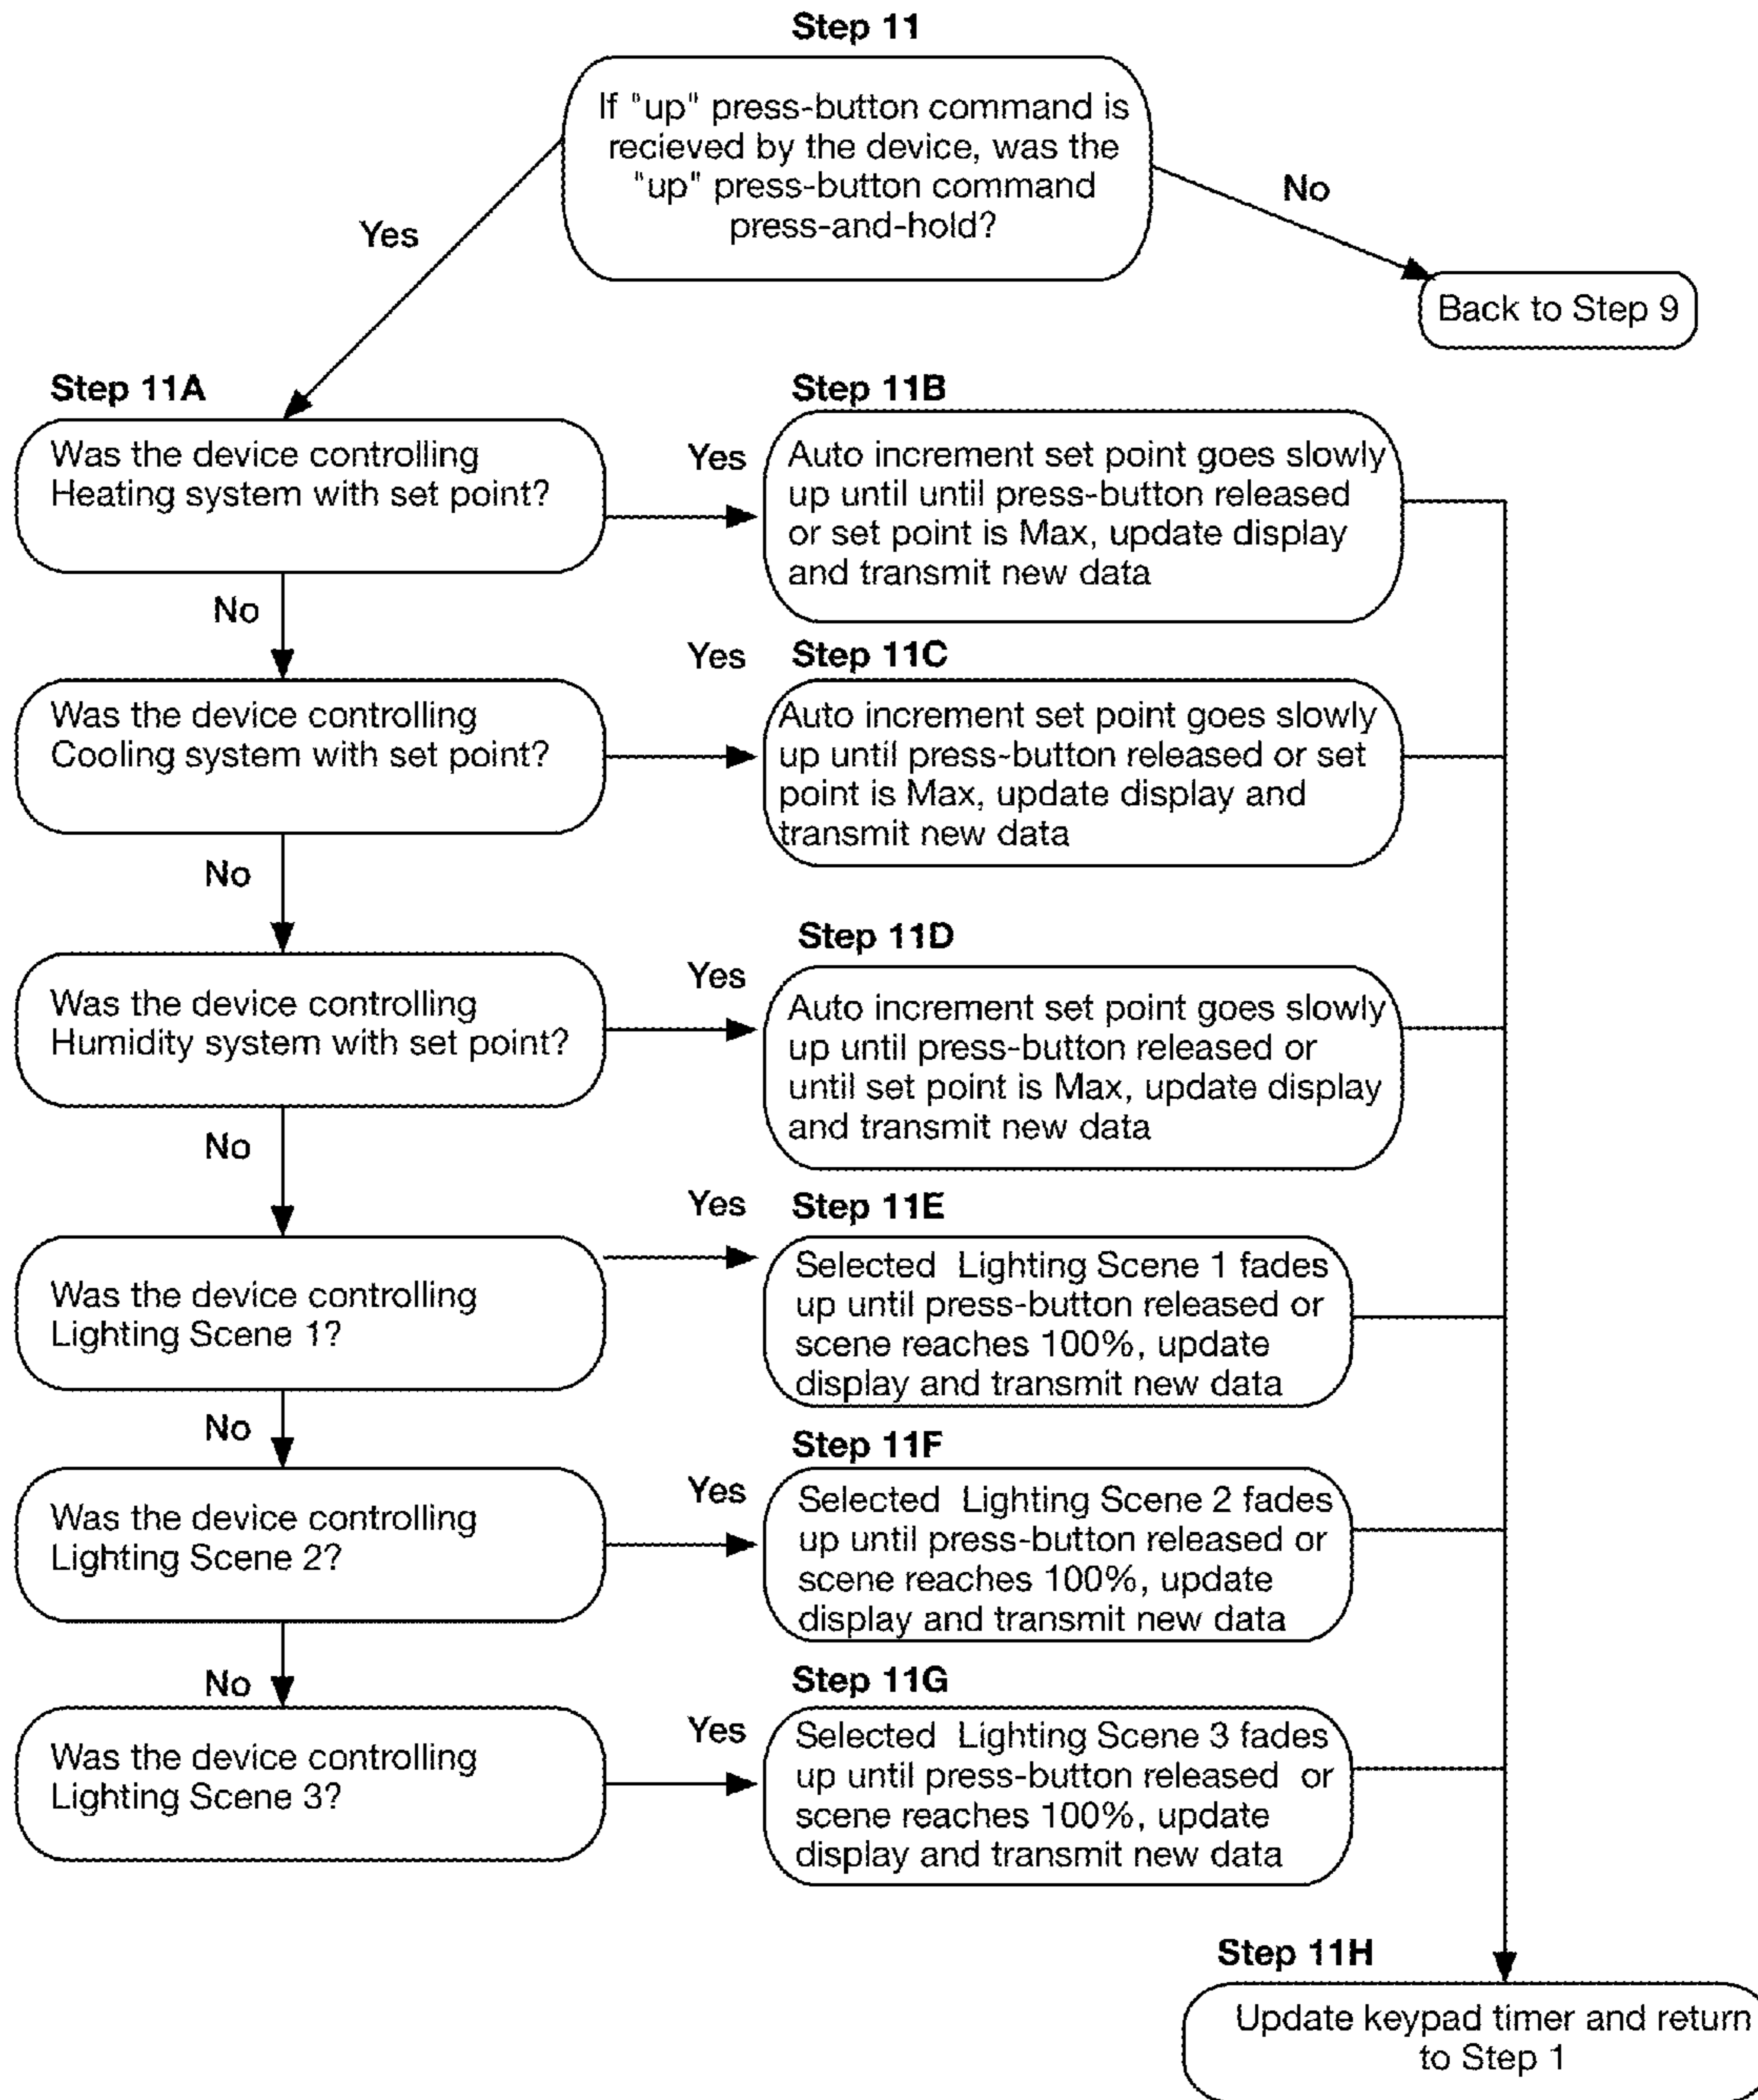 Step 11
If "up" press-button command is
recieved by the device, was the
"up" press-button command
press-and-hold?
Yes
No
Back to Step 9
Step 11A
Was the device controlling
Heating system with set point?
Yes
Step 11B
Auto increment set point goes slowly
up until until press-button released
or set point is Max, update display
and transmit new data
No
Was the device controlling
Cooling system with set point?
Yes
Step 11C
Auto increment set point goes slowly
up until press-button released or set
point is Max, update display and
transmit new data
No
Was the device controlling
Humidity system with set point?
Yes
Step 11D
Auto increment set point goes slowly
up until press-button released or
until set point is Max, update display
and transmit new data
No
Was the device controlling
Lighting Scene 1?
Yes
Step 11E
Selected Lighting Scene 1 fades
up until press-button released or
scene reaches 100%, update
display and transmit new data
No
Was the device controlling
Lighting Scene 2?
Yes
Step 11F
Selected Lighting Scene 2 fades
up until press-button released or
scene reaches 100%, update
display and transmit new data
No
Was the device controlling
Lighting Scene 3?
Yes
Step 11G
Selected Lighting Scene 3 fades
up until press-button released or
scene reaches 100%, update
display and transmit new data
Step 11H
Update keypad timer and return
to Step 1